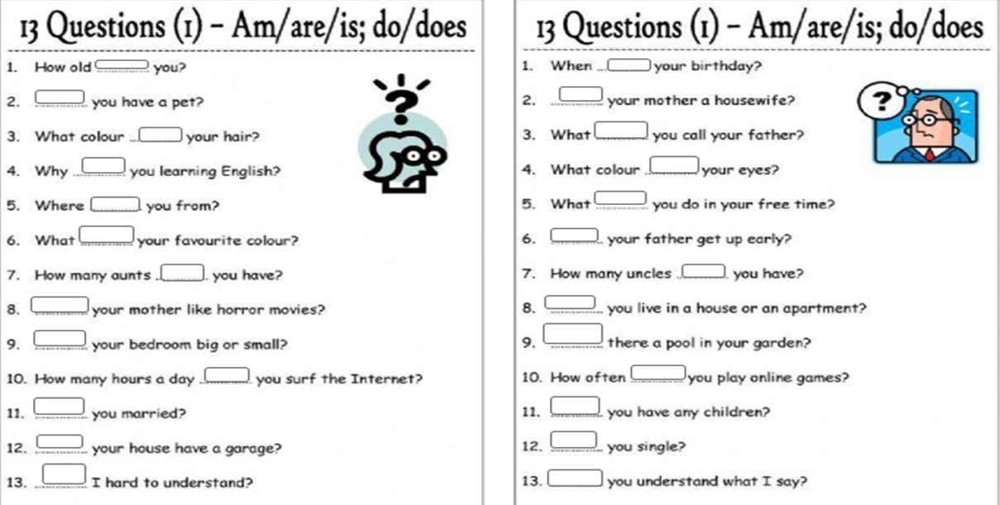 13 Questions (1) – Am/are/is; do/does
1. How old you?
2. you have a pet?
3. What colour your hair?
4. Why you learning English?
5. Where you from?
6. What your favourite colour?
7. How many aunts you have?
8. your mother like horror movies?
9. your bedroom big or small?
10. How many hours a day you surf the Internet?
11. you married?
12. your house have a garage?
13. I hard to understand?
?
13 Questions (1) – Am/are/is; do/does
1. When your birthday?
2. your mother a housewife?
3. What you call your father?
4. What colour your eyes?
5. What you do in your free time?
6. your father get up early?
7. How many uncles you have?
8. you live in a house or an apartment?
9. there a pool in your garden?
10. How often you play online games?
11. you have any children?
12. you single?
13. you understand what I say?
?